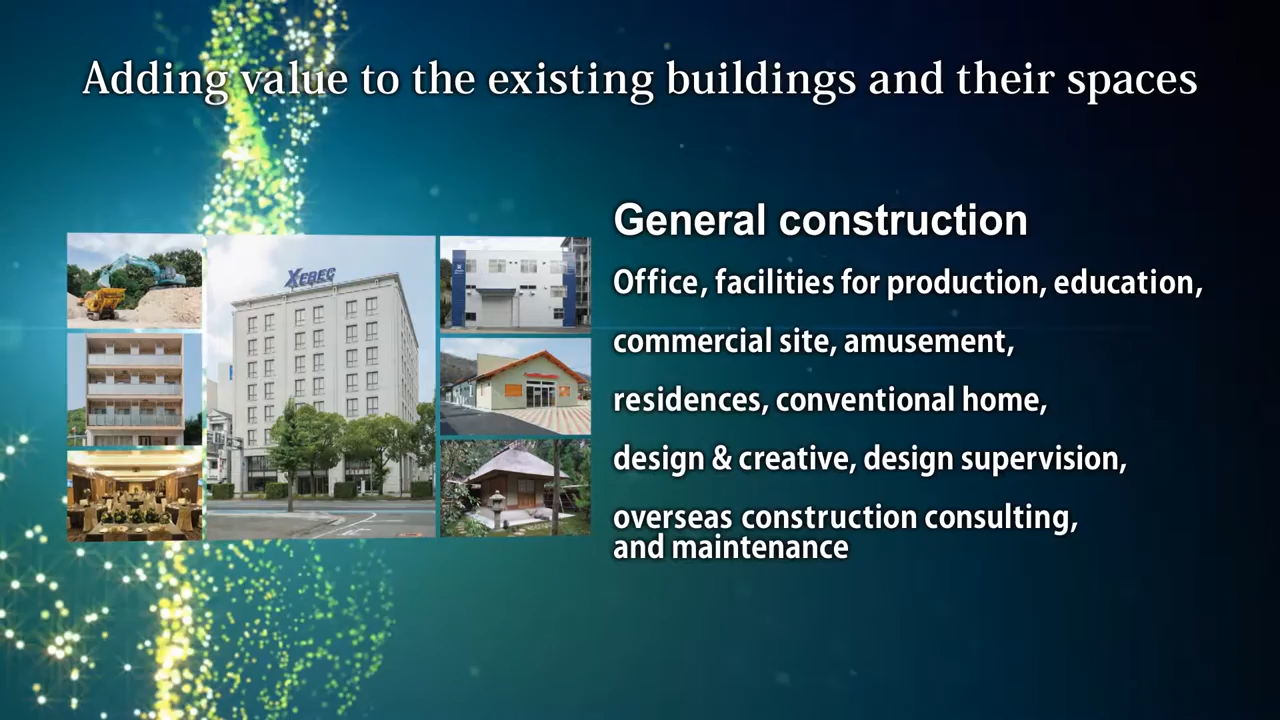 Adding value to the existing buildings and their spaces
XEBEC
General construction
Office, facilities for production, education,
commercial site, amusement,
residences, conventional home,
design & creative, design supervision,
overseas construction consulting,
and maintenance